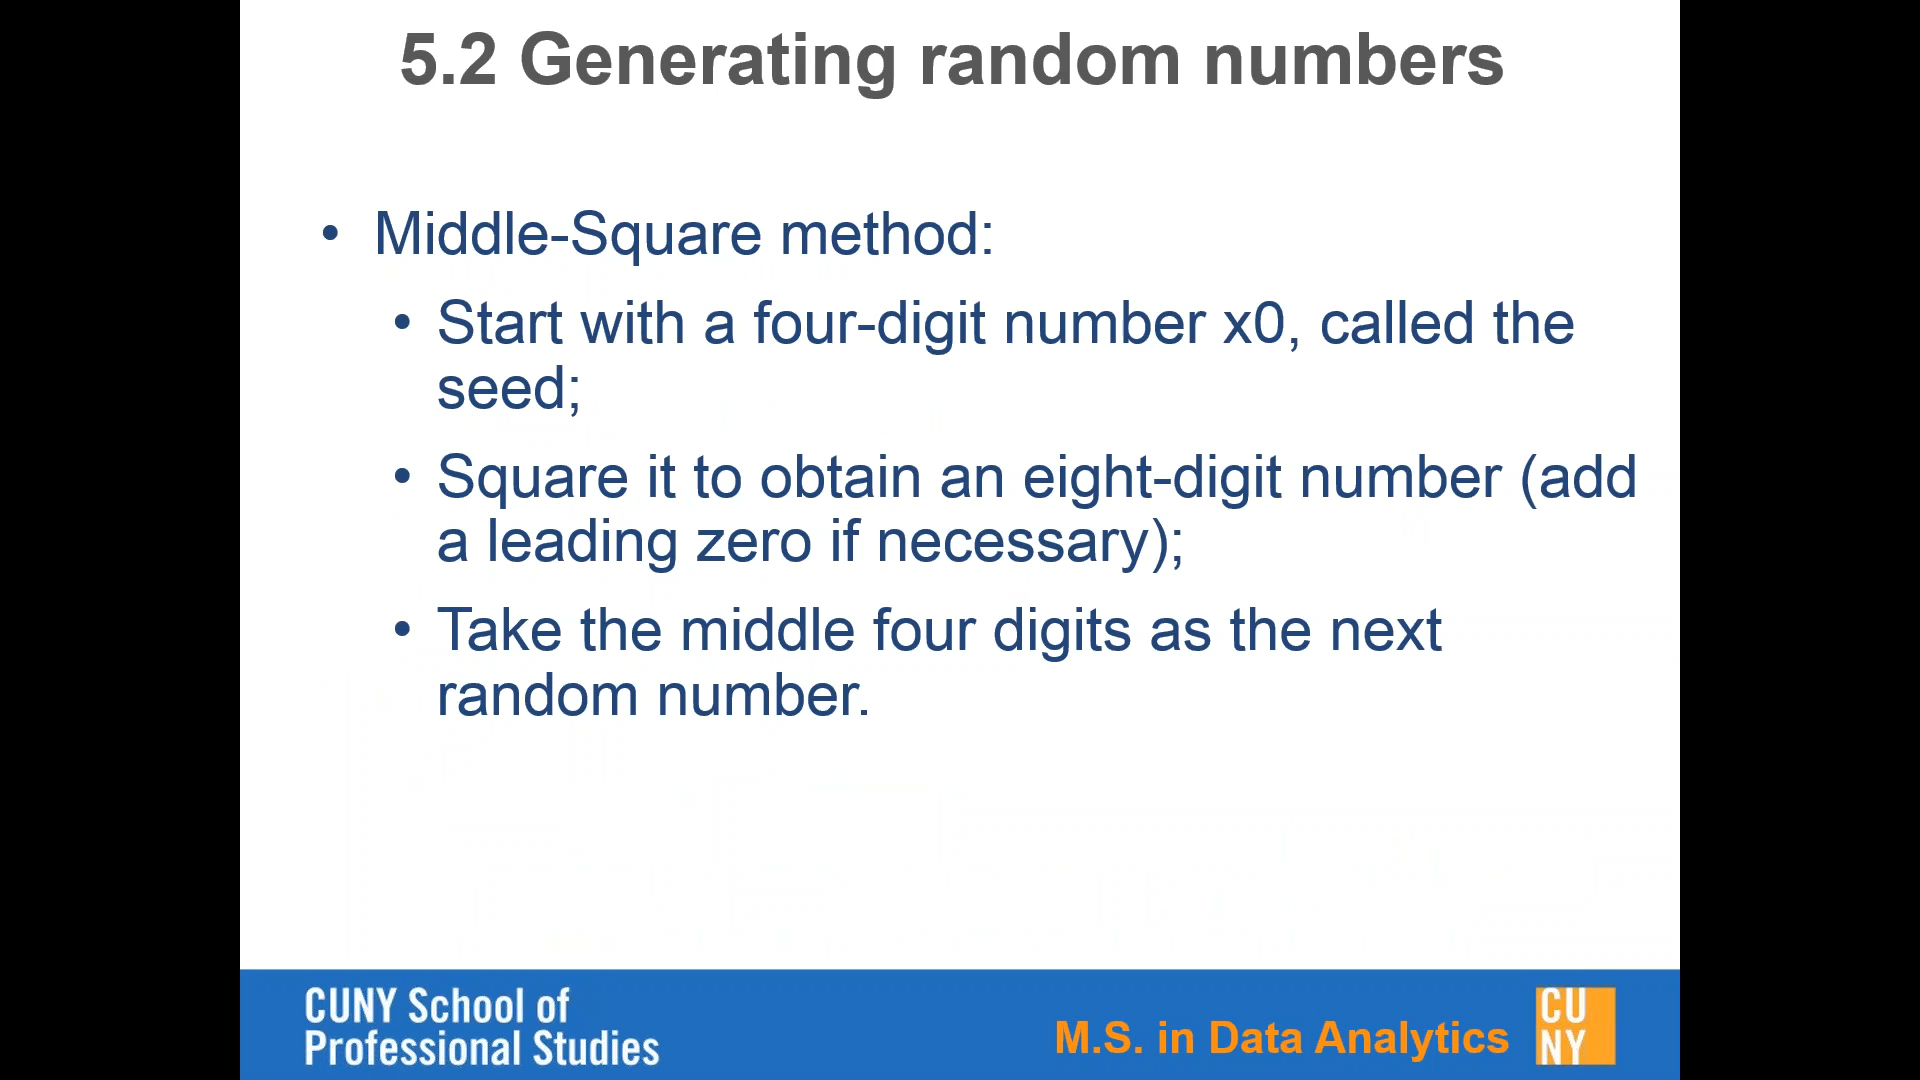 5.2 Generating random numbers
• Middle-Square method:
• Start with a four-digit number x0, called the
seed;
• Square it to obtain an eight-digit number (add
a leading zero if necessary);
• Take the middle four digits as the next
random number.
CUNY School of
Professional Studies
M.S. in Data Analytics
CU
NY